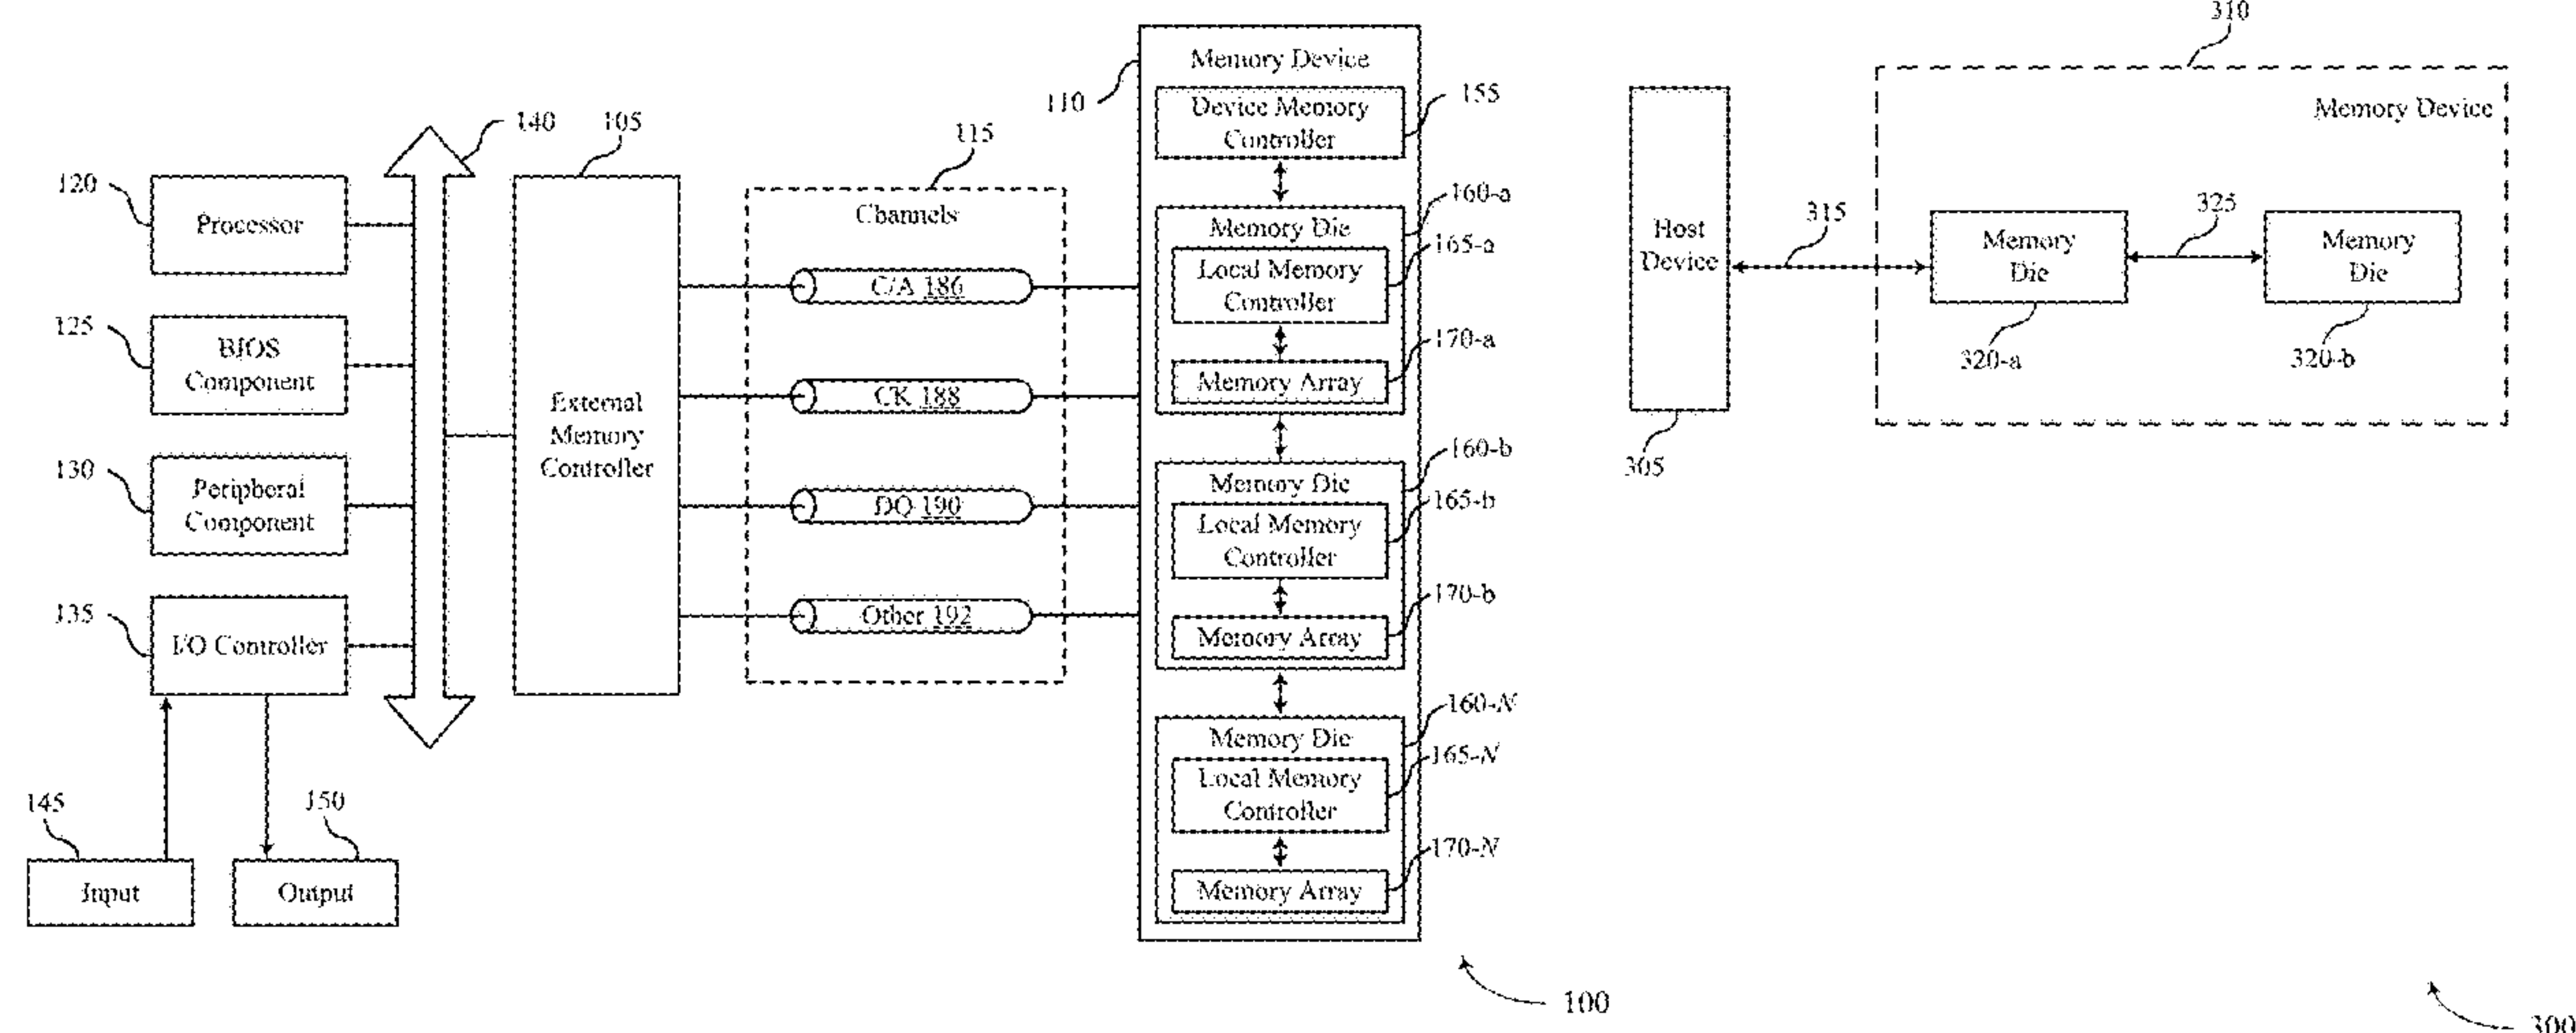 120
Processor
125
BIOS
Component
130
Peripheral
Component
135
I/O Controller
145
Input
150
Output
140
105
External
Memory
Controller
115
Channels
C/A 186
CK 188
DQ 190
Other 192
110
Memory Device
155
Device Memory
Controller
160-a
Memory Die
165-a
Local Memory
Controller
170-a
Memory Array
160-b
Memory Die
165-b
Local Memory
Controller
170-b
Memory Array
160-N
Memory Die
165-N
Local Memory
Controller
170-N
Memory Array
100
310
Memory Device
Host
Device
305
315
Memory
Die
320-a
325
Memory
Die
320-b
300